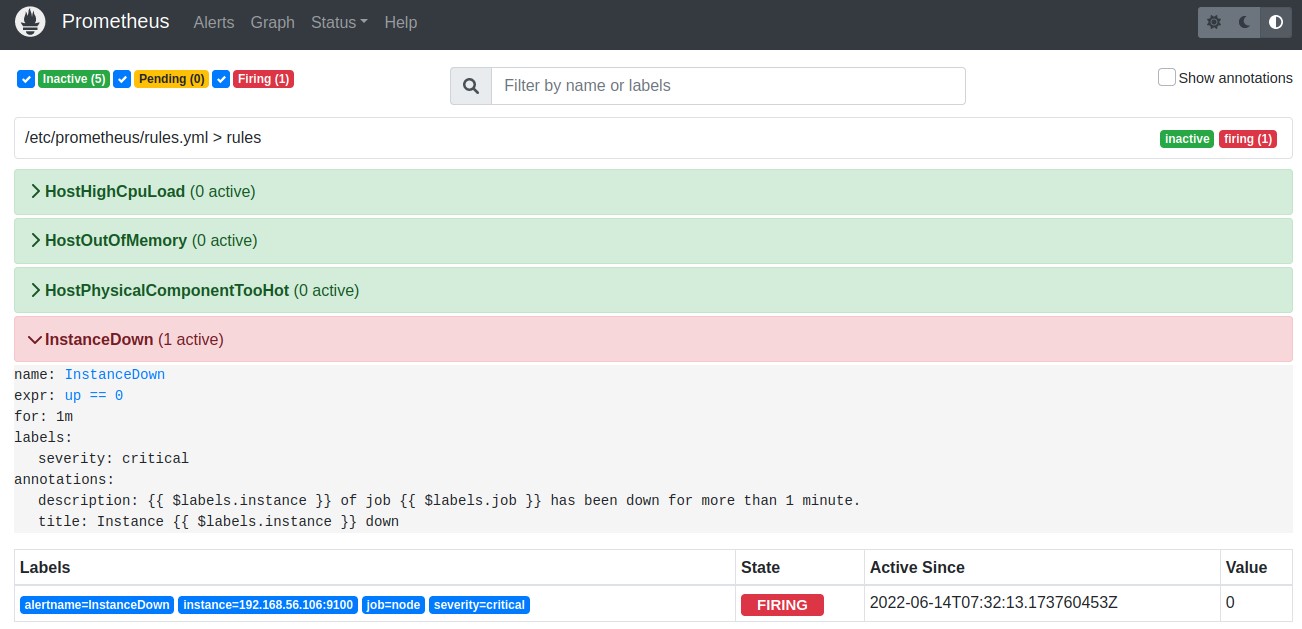 Prometheus Alerts Graph Status Help
Inactive (5) Pending (0) Firing (1) Filter by name or labels Show annotations
/etc/prometheus/rules.yml > rules inactive firing (1)
HostHighCpuLoad (0 active)
HostOutOfMemory (0 active)
HostPhysicalComponentTooHot (0 active)
InstanceDown (1 active)
name: InstanceDown
expr: up == 0
for: 1m
labels:
severity: critical
annotations:
description: {{ $labels.instance }} of job {{ $labels.job }} has been down for more than 1 minute.
title: Instance {{ $labels.instance }} down
Labels State Active Since Value
alertname=InstanceDown instance=192.168.56.106:9100 job=node severity=critical FIRING 2022-06-14T07:32:13.173760453Z 0